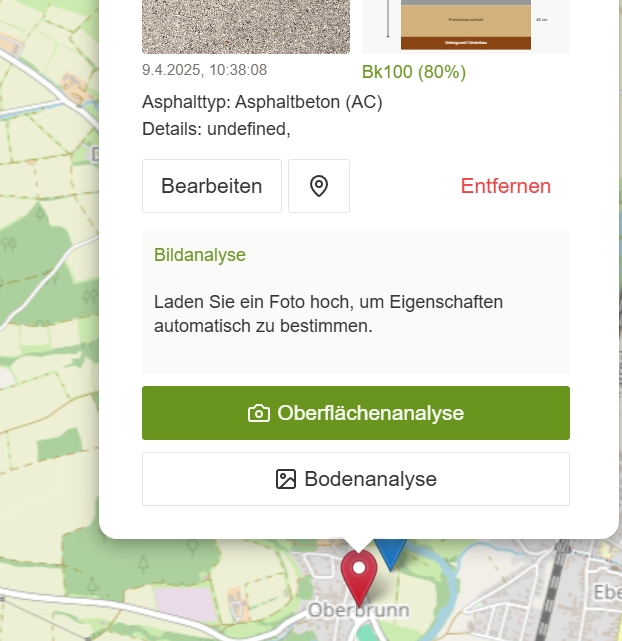 Frostschutzschicht
45 cm
9.4.2025, 10:38:08
Bk100 (80%)
Asphalttyp: Asphaltbeton (AC)
Details: undefined,
Bearbeiten
Entfernen
Bildanalyse
Laden Sie ein Foto hoch, um Eigenschaften
automatisch zu bestimmen.
Oberflächenanalyse
Bodenanalyse
Oberbrunn
Ebe